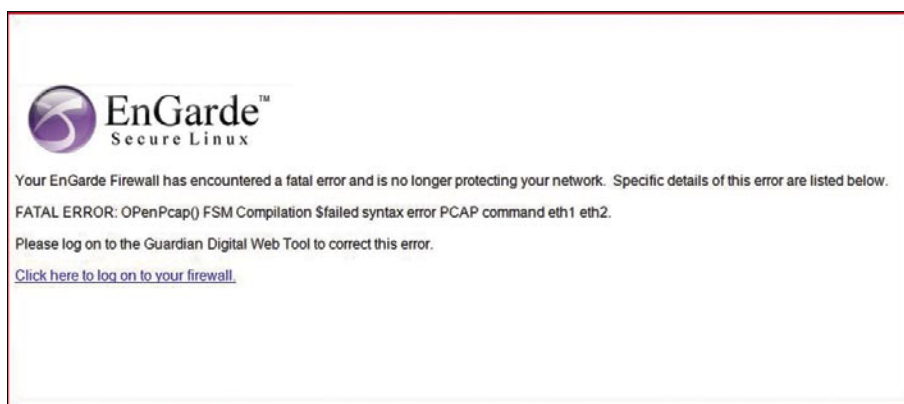 EnGarde™
Secure Linux
Your EnGarde Firewall has encountered a fatal error and is no longer protecting your network. Specific details of this error are listed below.
FATAL ERROR: OPenPcap() FSM Compilation $failed syntax error PCAP command eth1 eth2.
Please log on to the Guardian Digital Web Tool to correct this error.
Click here to log on to your firewall.